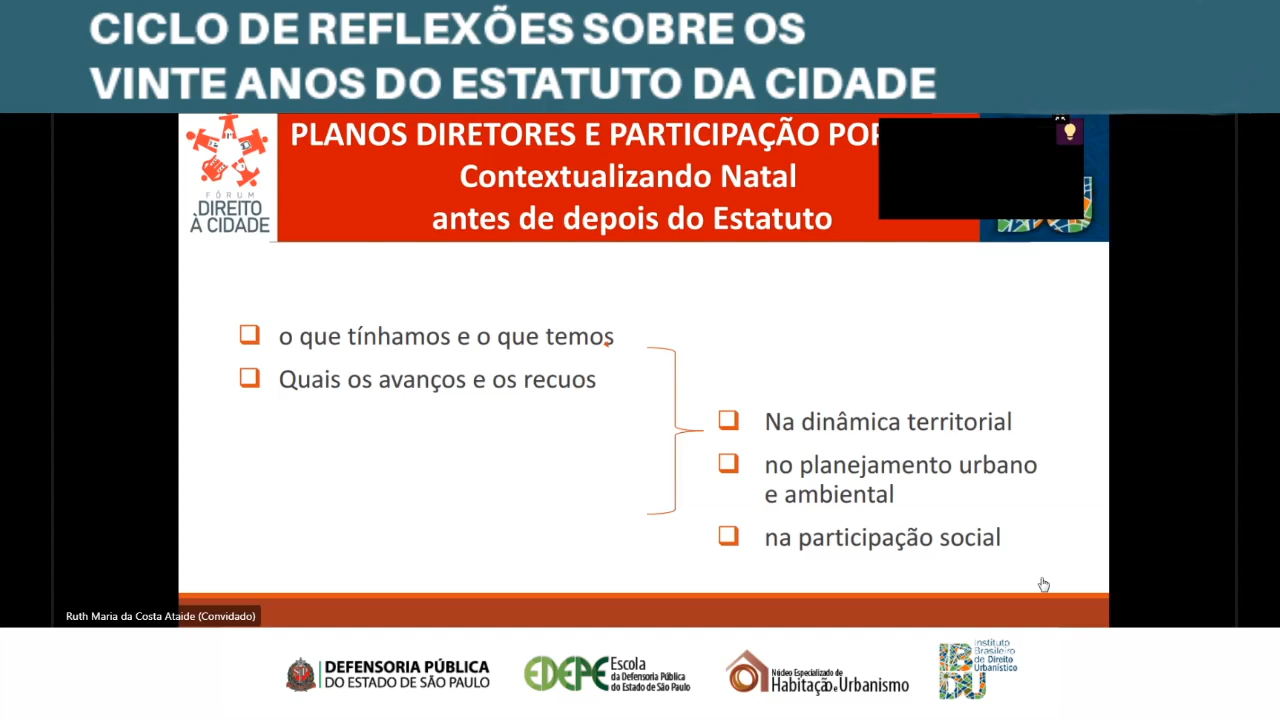 CICLO DE REFLEXÕES SOBRE OS
VINTE ANOS DO ESTATUTO DA CIDADE
FÓRUM
DIREITO
À CIDADE
PLANOS DIRETORES E PARTICIPAÇÃO
Contextualizando Natal
antes de depois do Estatuto
o que tínhamos e o que temos
Quais os avanços e os recuos
Na dinâmica territorial
no planejamento urbano
e ambiental
na participação social
Ruth Maria da Costa Ataide (Convidado)
DEFENSORIA PÚBLICA
DO ESTADO DE SÃO PAULO
EDEPE
Escola
da Defensoria Pública
do Estado de São Paulo
Núcleo Especializado de
Habitação e Urbanismo
IBDU
Instituto
Brasileiro
de Direito
Urbanístico